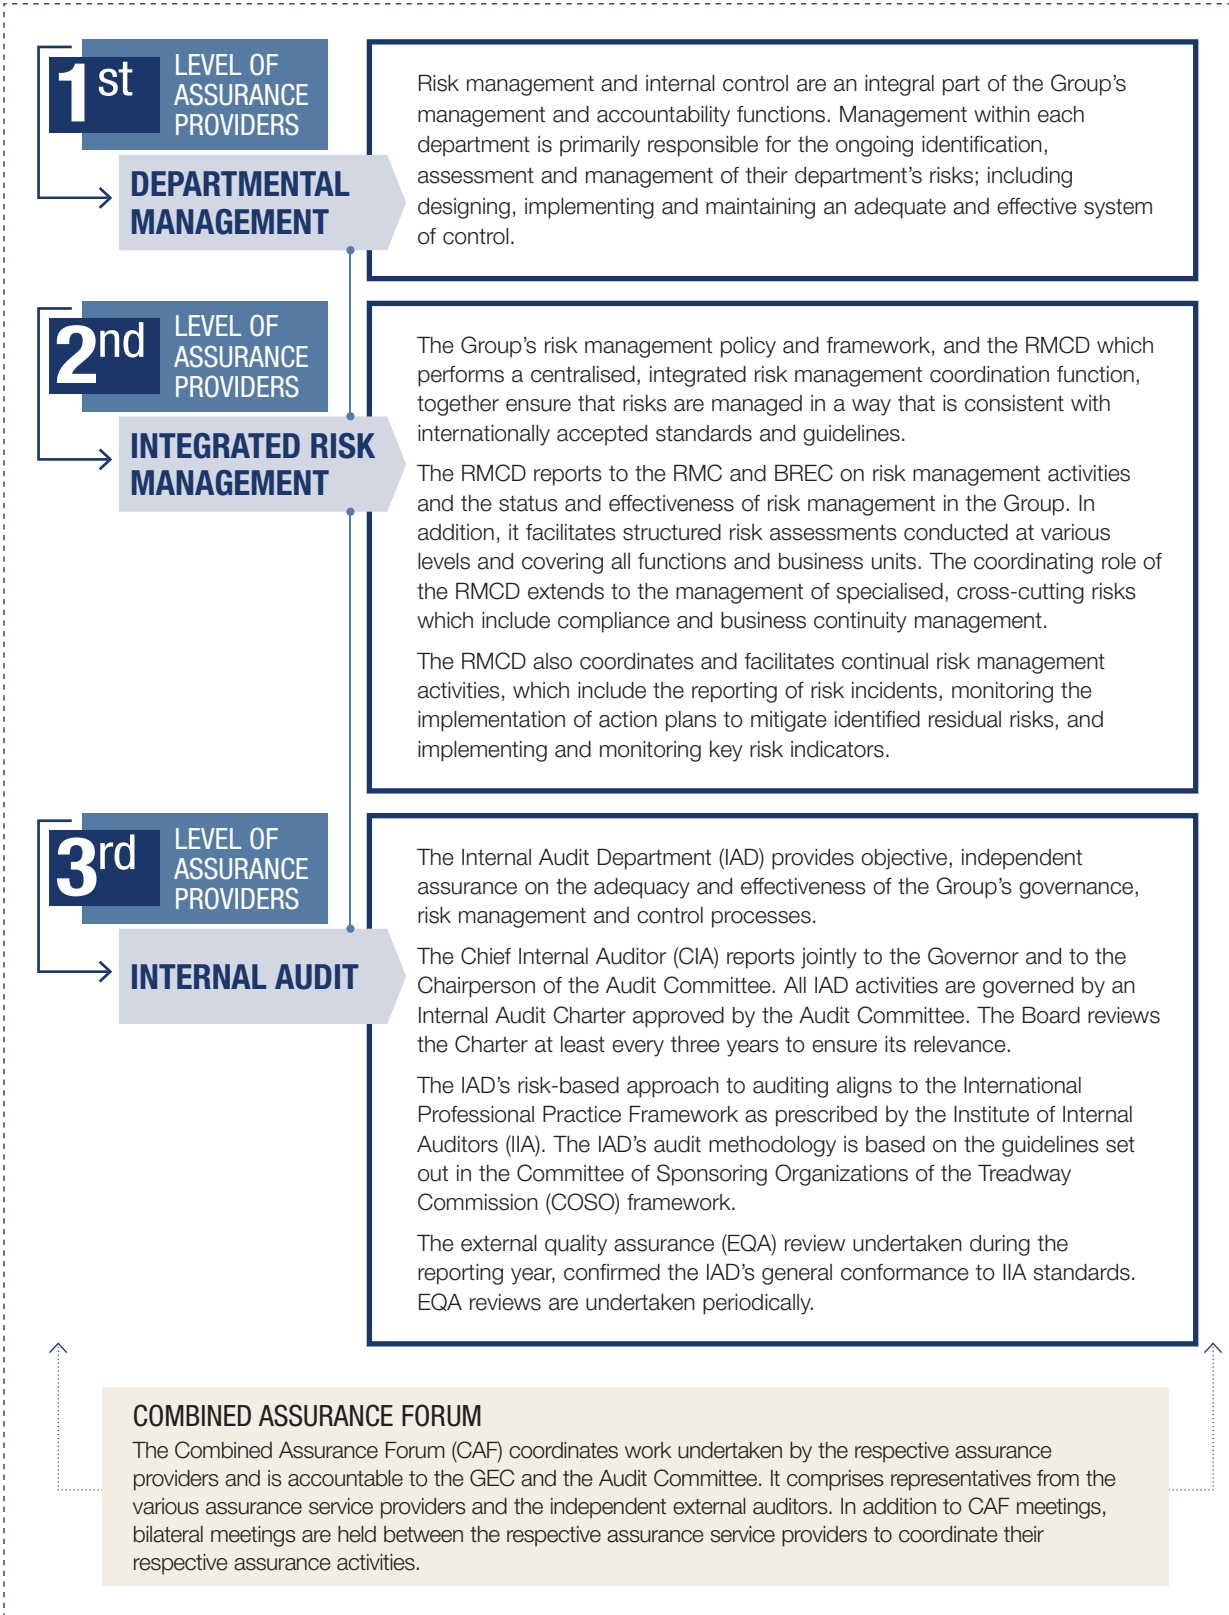 1st
LEVEL OF
ASSURANCE
PROVIDERS
DEPARTMENTAL
MANAGEMENT
Risk management and internal control are an integral part of the Group's
management and accountability functions. Management within each
department is primarily responsible for the ongoing identification,
assessment and management of their department's risks; including
designing, implementing and maintaining an adequate and effective system
of control.
2nd
LEVEL OF
ASSURANCE
PROVIDERS
INTEGRATED RISK
MANAGEMENT
The Group's risk management policy and framework, and the RMCD which
performs a centralised, integrated risk management coordination function,
together ensure that risks are managed in a way that is consistent with
internationally accepted standards and guidelines.
The RMCD reports to the RMC and BREC on risk management activities
and the status and effectiveness of risk management in the Group. In
addition, it facilitates structured risk assessments conducted at various
levels and covering all functions and business units. The coordinating role of
the RMCD extends to the management of specialised, cross-cutting risks
which include compliance and business continuity management.
The RMCD also coordinates and facilitates continual risk management
activities, which include the reporting of risk incidents, monitoring the
implementation of action plans to mitigate identified residual risks, and
implementing and monitoring key risk indicators.
3rd
LEVEL OF
ASSURANCE
PROVIDERS
INTERNAL AUDIT
The Internal Audit Department (IAD) provides objective, independent
assurance on the adequacy and effectiveness of the Group's governance,
risk management and control processes.
The Chief Internal Auditor (CIA) reports jointly to the Governor and to the
Chairperson of the Audit Committee. All IAD activities are governed by an
Internal Audit Charter approved by the Audit Committee. The Board reviews
the Charter at least every three years to ensure its relevance.
The IAD's risk-based approach to auditing aligns to the International
Professional Practice Framework as prescribed by the Institute of Internal
Auditors (IIA). The IAD's audit methodology is based on the guidelines set
out in the Committee of Sponsoring Organizations of the Treadway
Commission (COSO) framework.
The external quality assurance (EQA) review undertaken during the
reporting year, confirmed the IAD's general conformance to IIA standards.
EQA reviews are undertaken periodically.
COMBINED ASSURANCE FORUM
The Combined Assurance Forum (CAF) coordinates work undertaken by the respective assurance
providers and is accountable to the GEC and the Audit Committee. It comprises representatives from the
various assurance service providers and the independent external auditors. In addition to CAF meetings,
bilateral meetings are held between the respective assurance service providers to coordinate their
respective assurance activities.